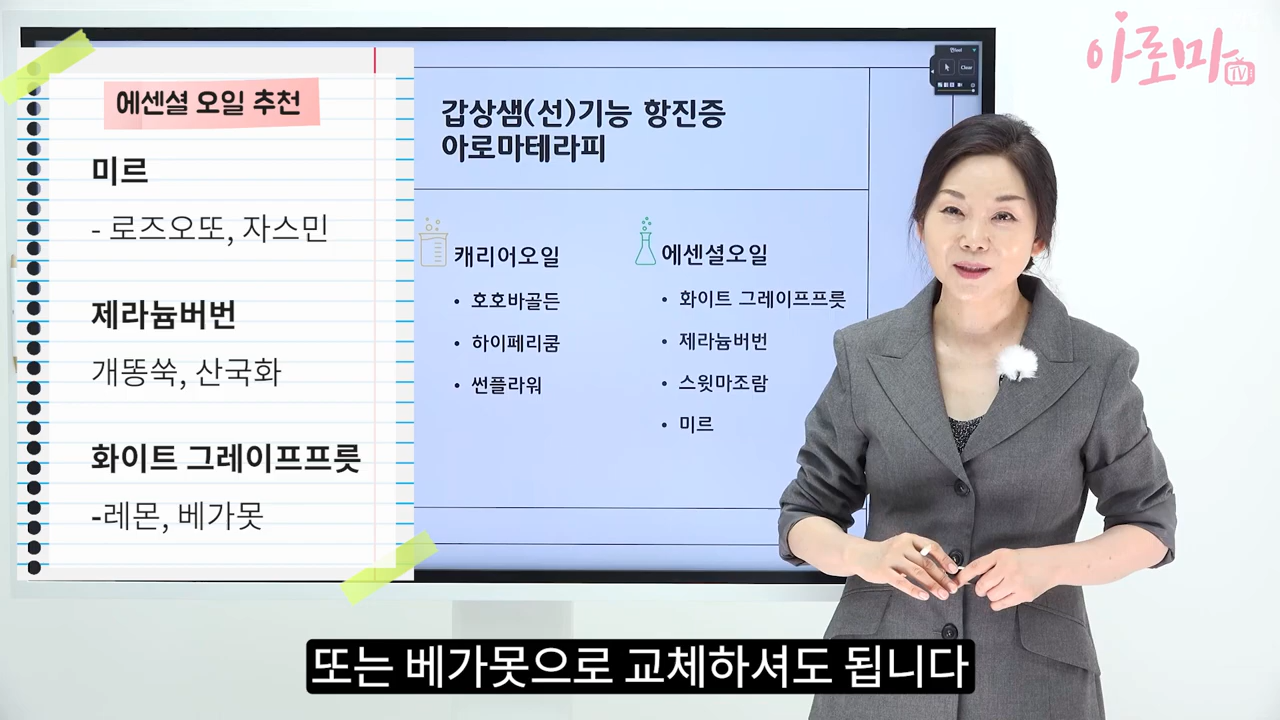 에센셜 오일 추천
미르
- 로즈오또, 자스민
제라늄버번
개똥쑥, 산국화
화이트 그레이프프룻
-레몬, 베가못
갑상샘(선)기능 항진증
아로마테라피
캐리어오일
• 호호바골든
• 하이페리쿰
• 썬플라워
에센셜오일
• 화이트 그레이프프룻
• 제라늄버번
• 스윗마조람
• 미르
Clear
아로마
TV
또는 베가못으로 교체하셔도 됩니다